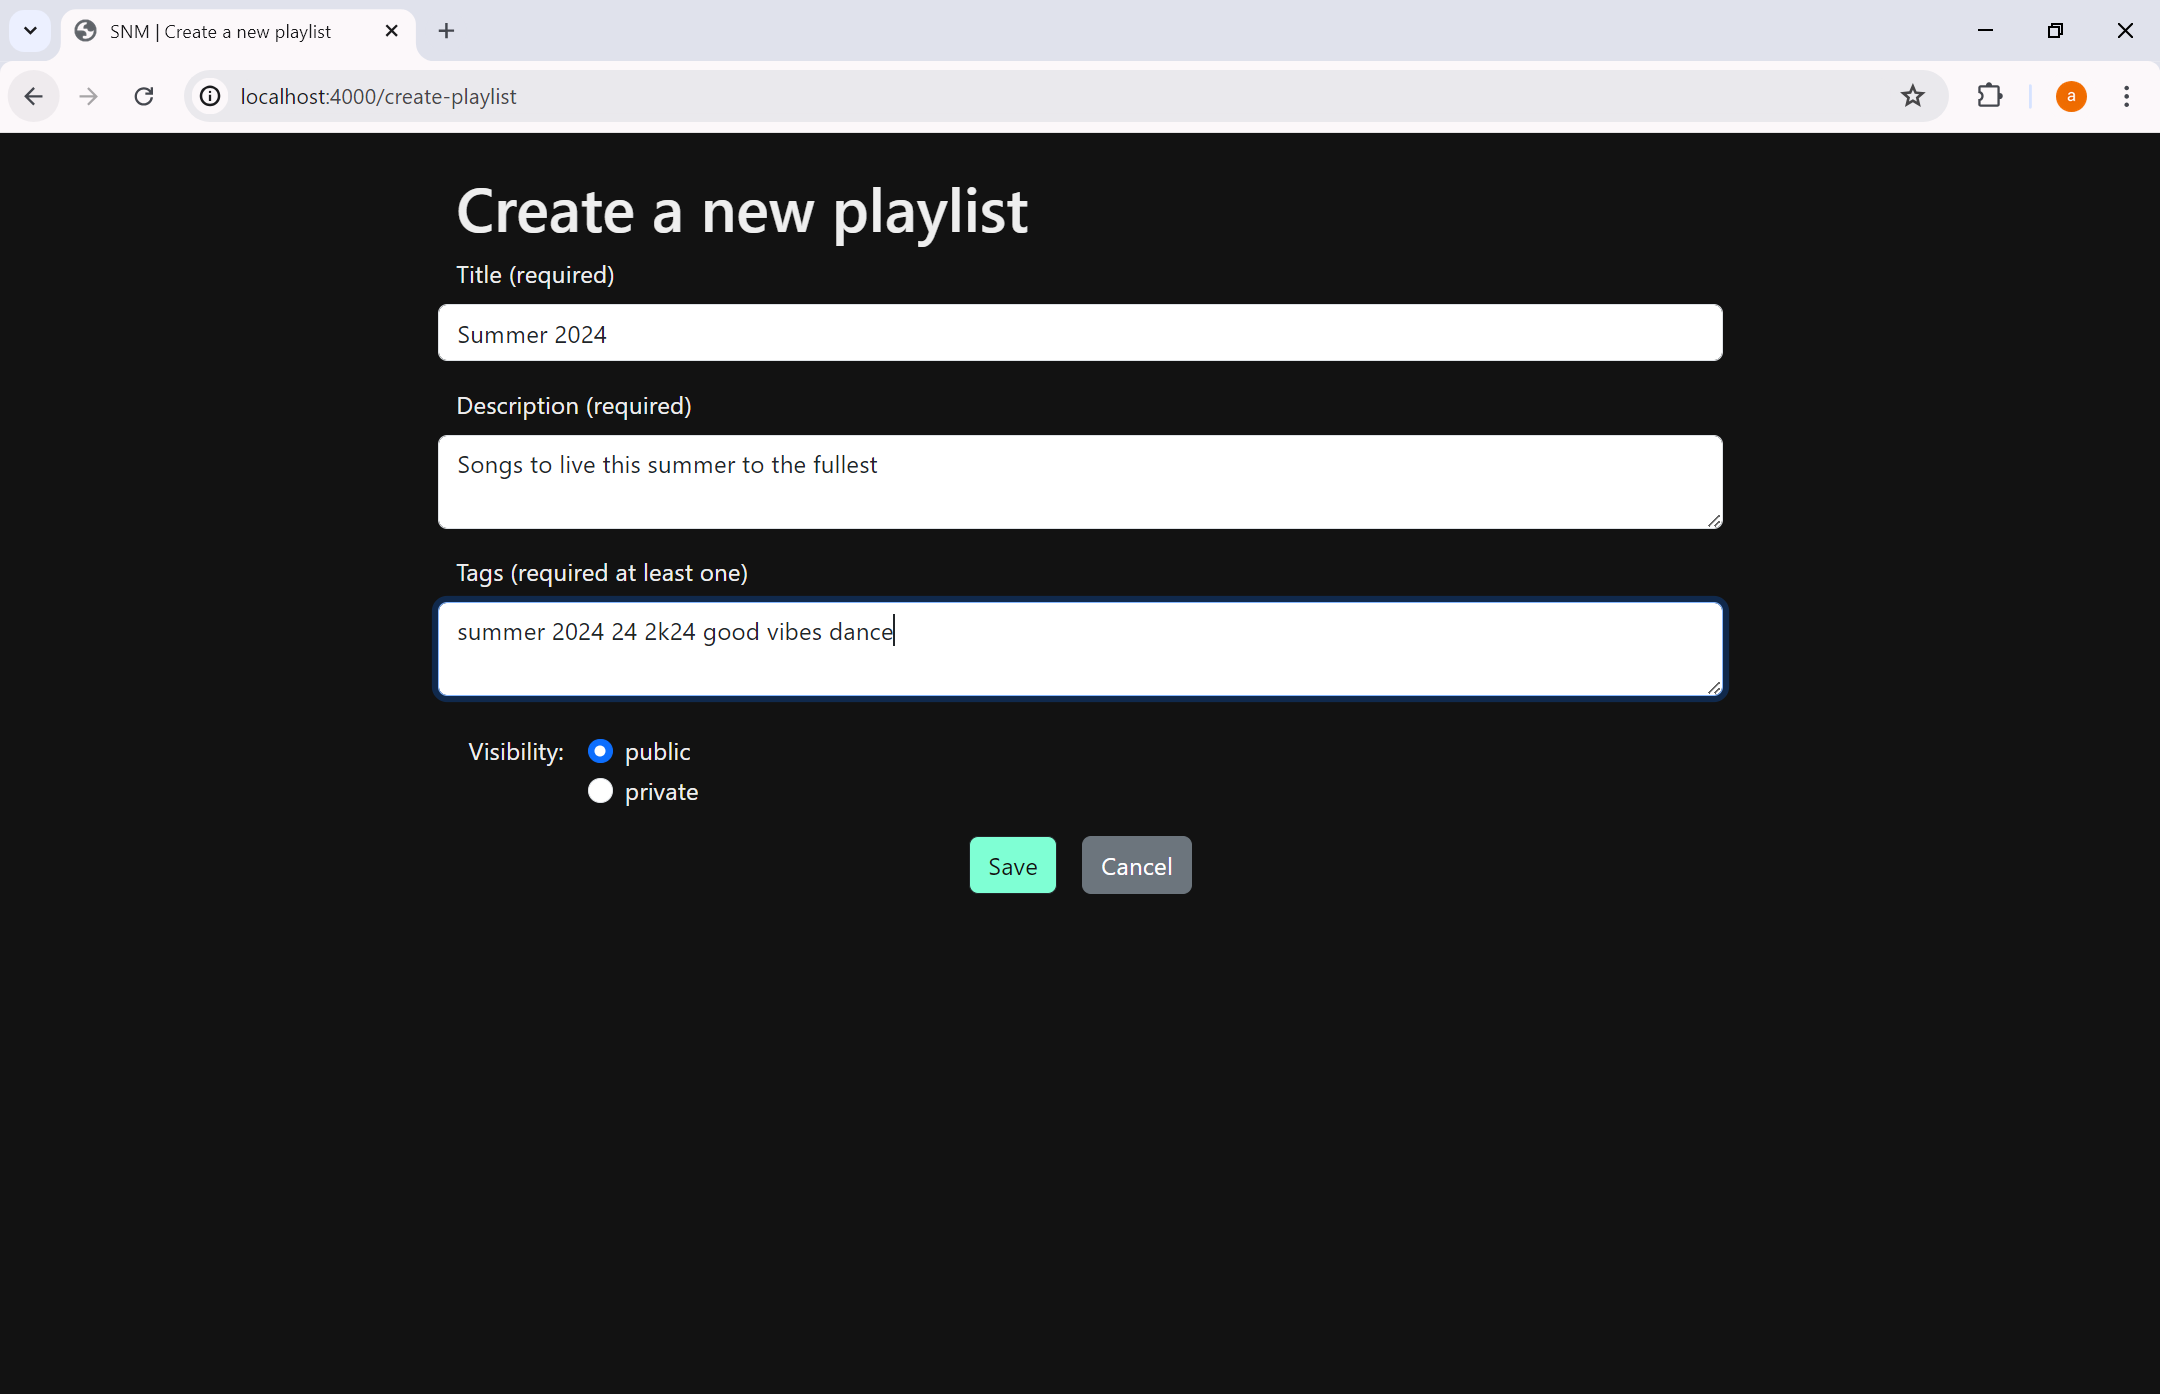 SNM | Create a new playlist
localhost:4000/create-playlist
a
Create a new playlist
Title (required)
Summer 2024
Description (required)
Songs to live this summer to the fullest
Tags (required at least one)
summer 2024 24 2k24 good vibes dance
Visibility: public
private
Save Cancel